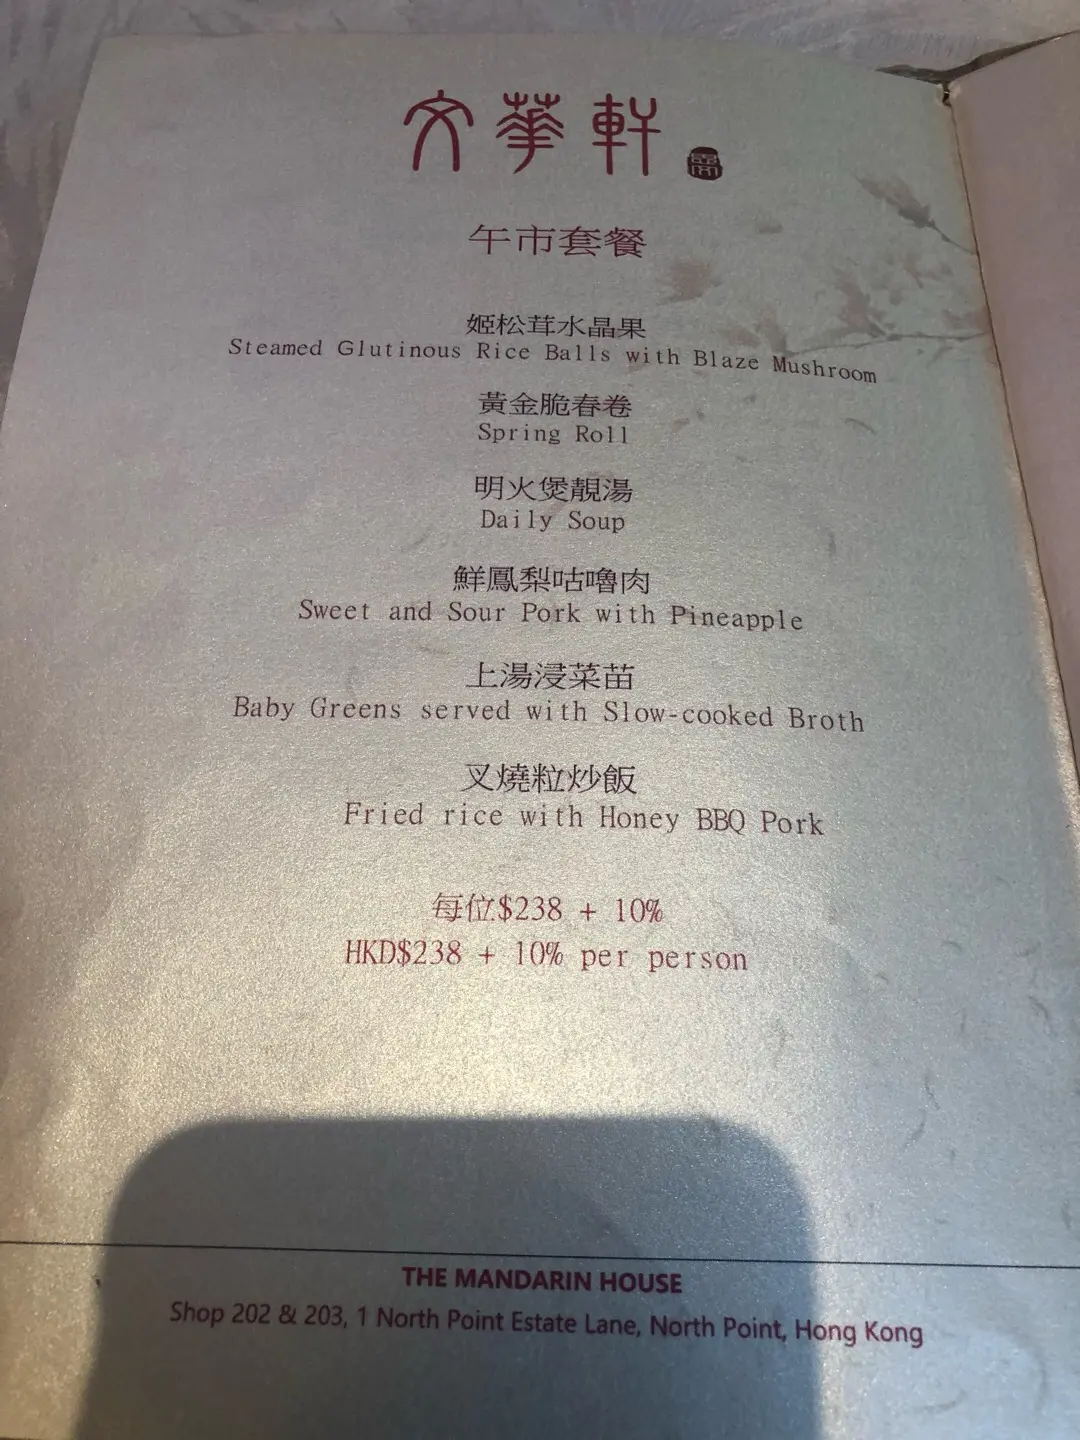 文華軒
午市套餐
姬松茸水晶果
Steamed Glutinous Rice Balls with Blaze Mushroom
黃金脆春卷
Spring Roll
明火煲靚湯
Daily Soup
鮮鳳梨咕嚕肉
Sweet and Sour Pork with Pineapple
上湯浸菜苗
Baby Greens served with Slow-cooked Broth
叉燒粒炒飯
Fried rice with Honey BBQ Pork
每位$238 + 10%
HKD$238 + 10% per person
THE MANDARIN HOUSE
Shop 202 & 203, 1 North Point Estate Lane, North Point, Hong Kong